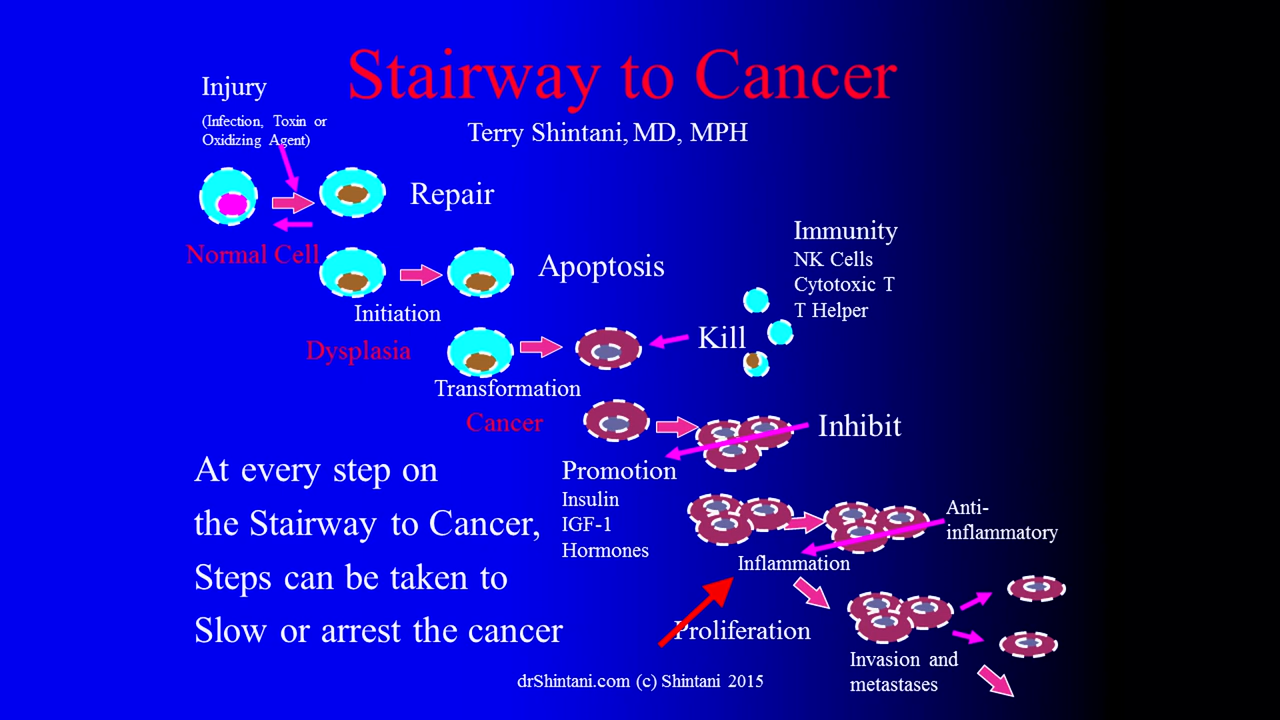 Stairway to Cancer
Terry Shintani, MD, MPH
Injury
(Infection, Toxin or
Oxidizing Agent)
Repair
Normal Cell
Apoptosis
Initiation
Immunity
NK Cells
Cytotoxic T
T Helper
Dysplasia
Kill
Transformation
Cancer
Inhibit
Promotion
Insulin
IGF-1
Hormones
Anti-
inflammatory
Inflammation
Proliferation
Invasion and
metastases
At every step on
the Stairway to Cancer,
Steps can be taken to
Slow or arrest the cancer
drShintani.com (c) Shintani 2015